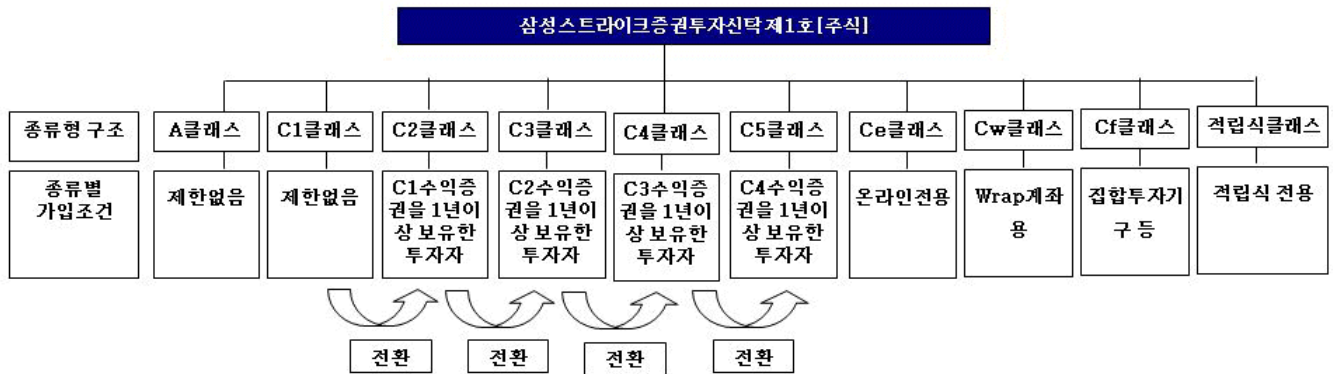 삼성스트라이크증권투자신탁제1호[주식]
종류형 구조
A클래스
C1클래스
C2클래스
C3클래스
C4클래스
C5클래스
Ce클래스
Cw클래스
Cf클래스
적립식클래스
종류별
가입조건
제한없음
제한없음
C1수익증
권을 1년이
상 보유한
투자자
C2수익증
권을 1년이
상 보유한
투자자
C3수익증
권을 1년이
상 보유한
투자자
C4수익증
권을 1년이
상 보유한
투자자
온라인전용
Wrap계좌
용
집합투자기
구 등
적립식 전용
전환
전환
전환
전환